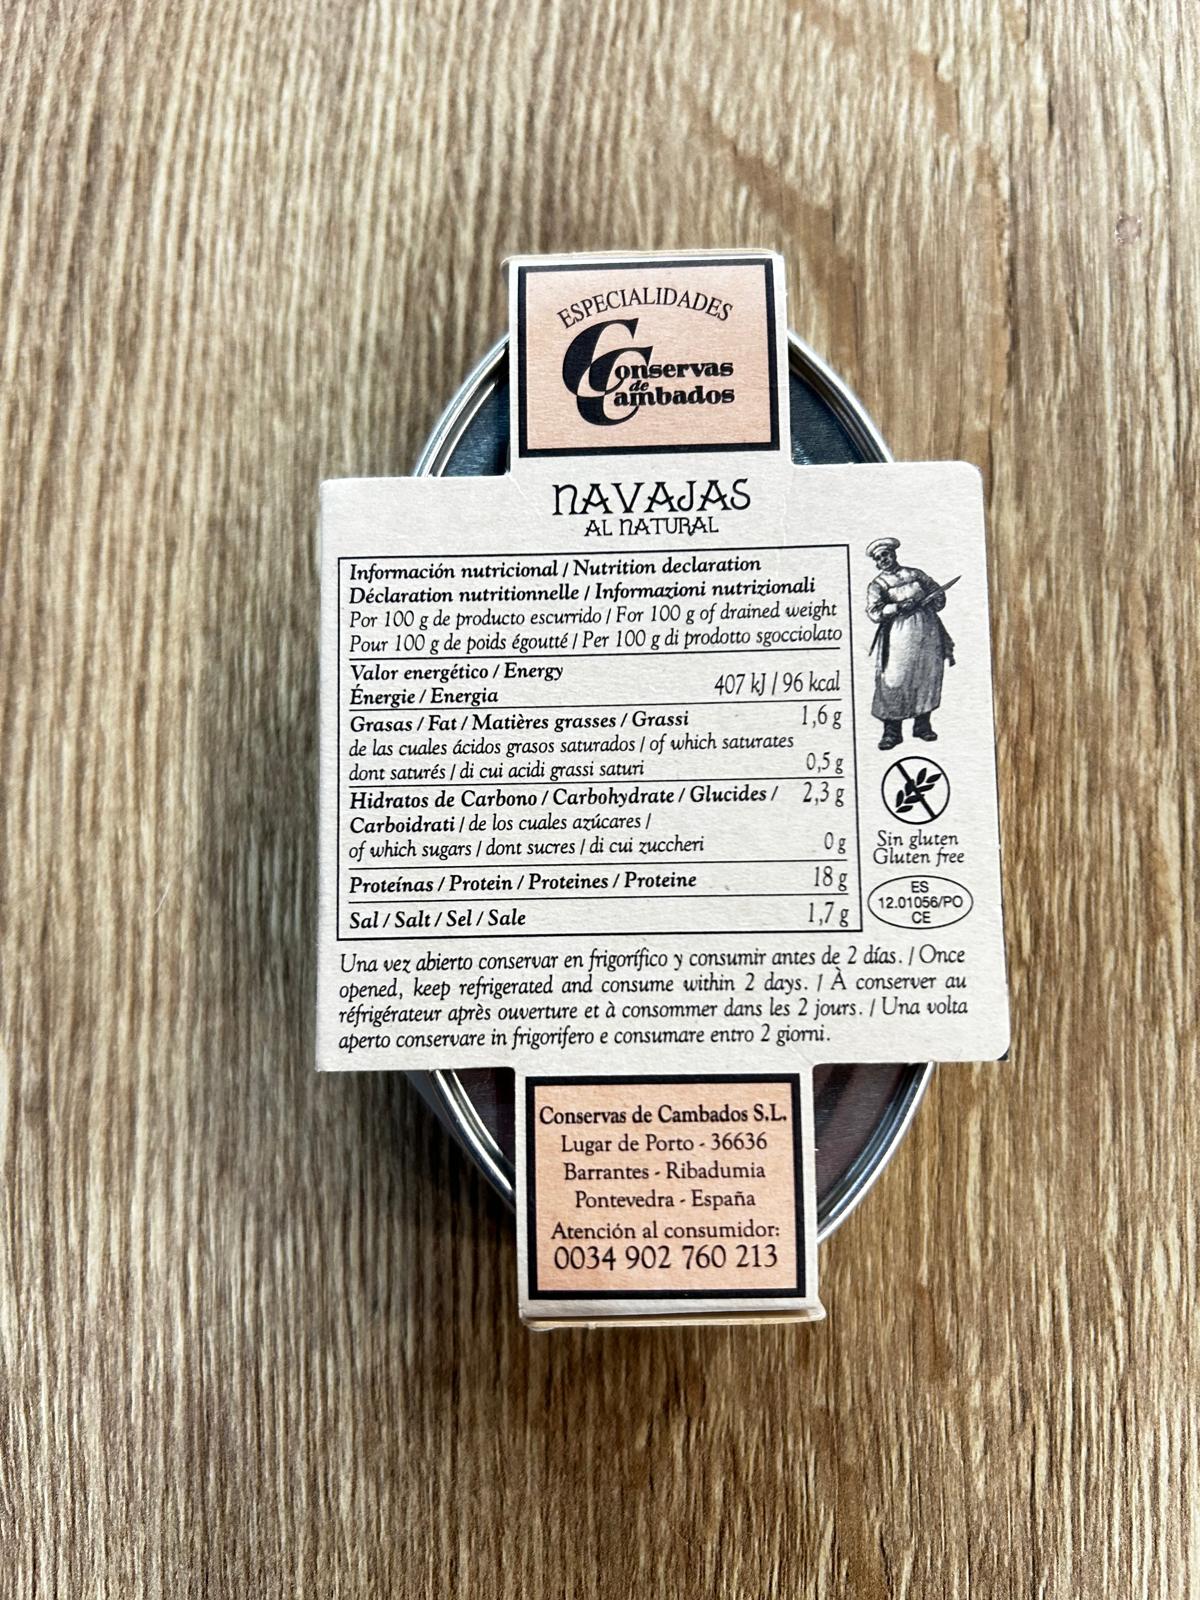 ESPECIALIDADES
Conservas
de
Cambados
NAVAJAS
AL NATURAL
Información nutricional / Nutrition declaration
Déclaration nutritionnelle / Informazioni nutrizionali
Por 100 g de producto escurrido / For 100 g of drained weight
Pour 100 g de poids égoutté / Per 100 g di prodotto sgocciolato
Valor energético / Energy
Énergie / Energia 407 kJ / 96 kcal
Grasas / Fat / Matières grasses / Grassi 1,6 g
de las cuales ácidos grasos saturados / of which saturates
dont saturés / di cui acidi grassi saturi 0,5 g
Hidratos de Carbono / Carbohydrate / Glucides / 2,3 g
Carboidrati / de los cuales azúcares /
of which sugars / dont sucres / di cui zuccheri 0 g
Proteínas / Protein / Proteines / Proteine 18 g
Sal / Salt / Sel / Sale 1,7 g
Sin gluten
Gluten free
ES
12.01056/PO
CE
Una vez abierto conservar en frigorífico y consumir antes de 2 días. / Once
opened, keep refrigerated and consume within 2 days. / À conserver au
réfrigérateur après ouverture et à consommer dans les 2 jours. / Una volta
aperto conservare in frigorifero e consumare entro 2 giorni.
Conservas de Cambados S.L.
Lugar de Porto - 36636
Barrantes - Ribadumia
Pontevedra - España
Atención al consumidor:
0034 902 760 213